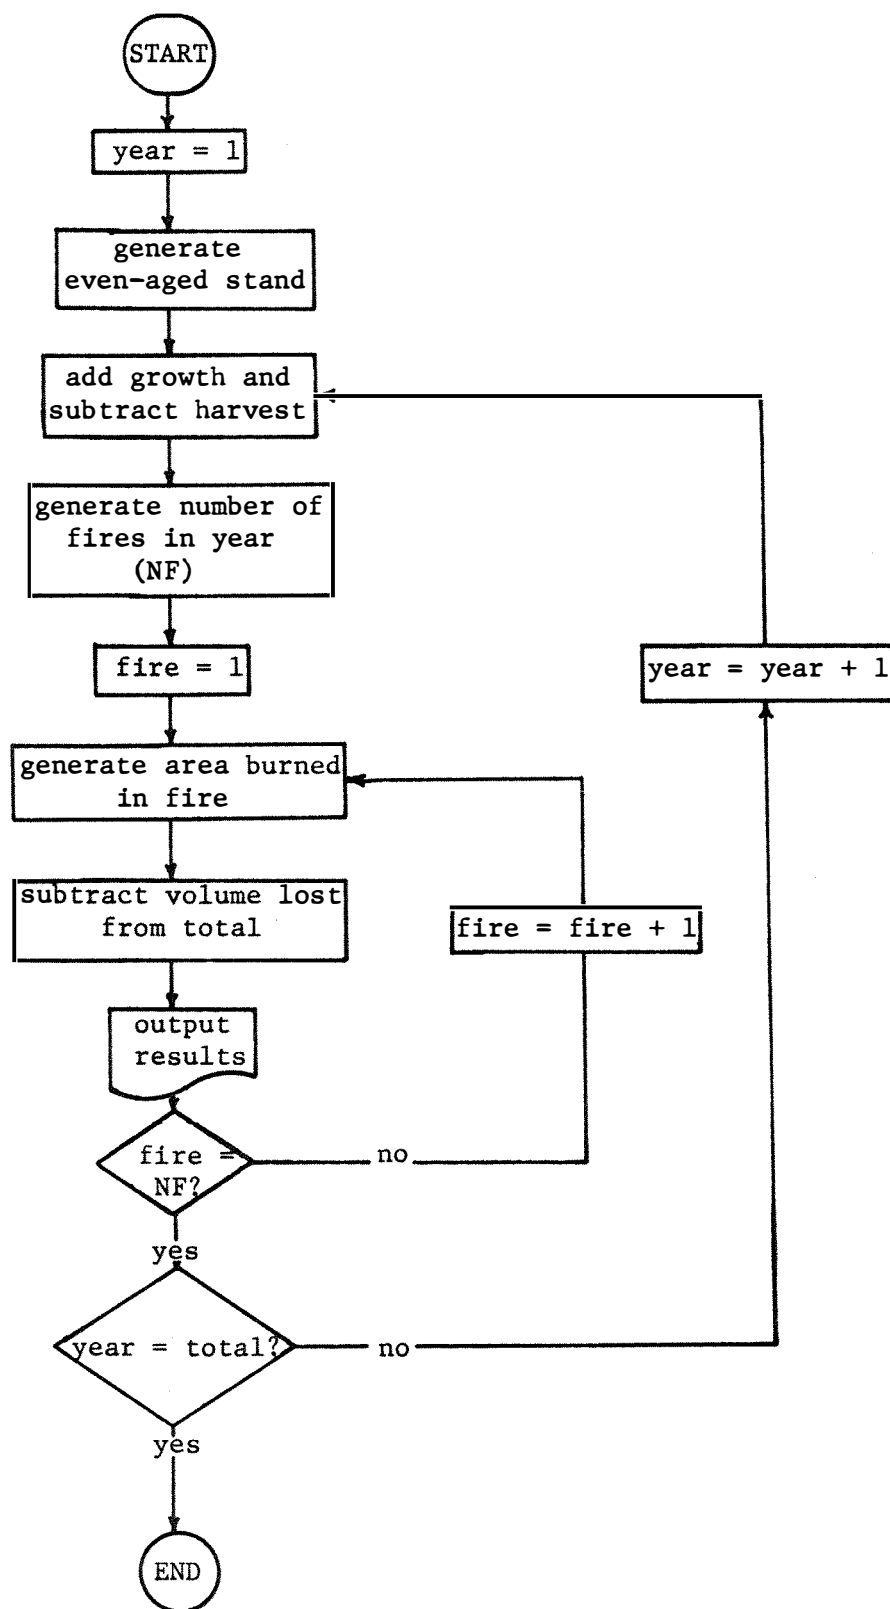 START
year = 1
generate
even-aged stand
add growth and
subtract harvest
generate number of
fires in year
(NF)
fire = 1
year = year + 1
generate area burned
in fire
subtract volume lost
from total
fire = fire + 1
output
results
fire =
NF?
no
yes
year = total?
no
yes
END